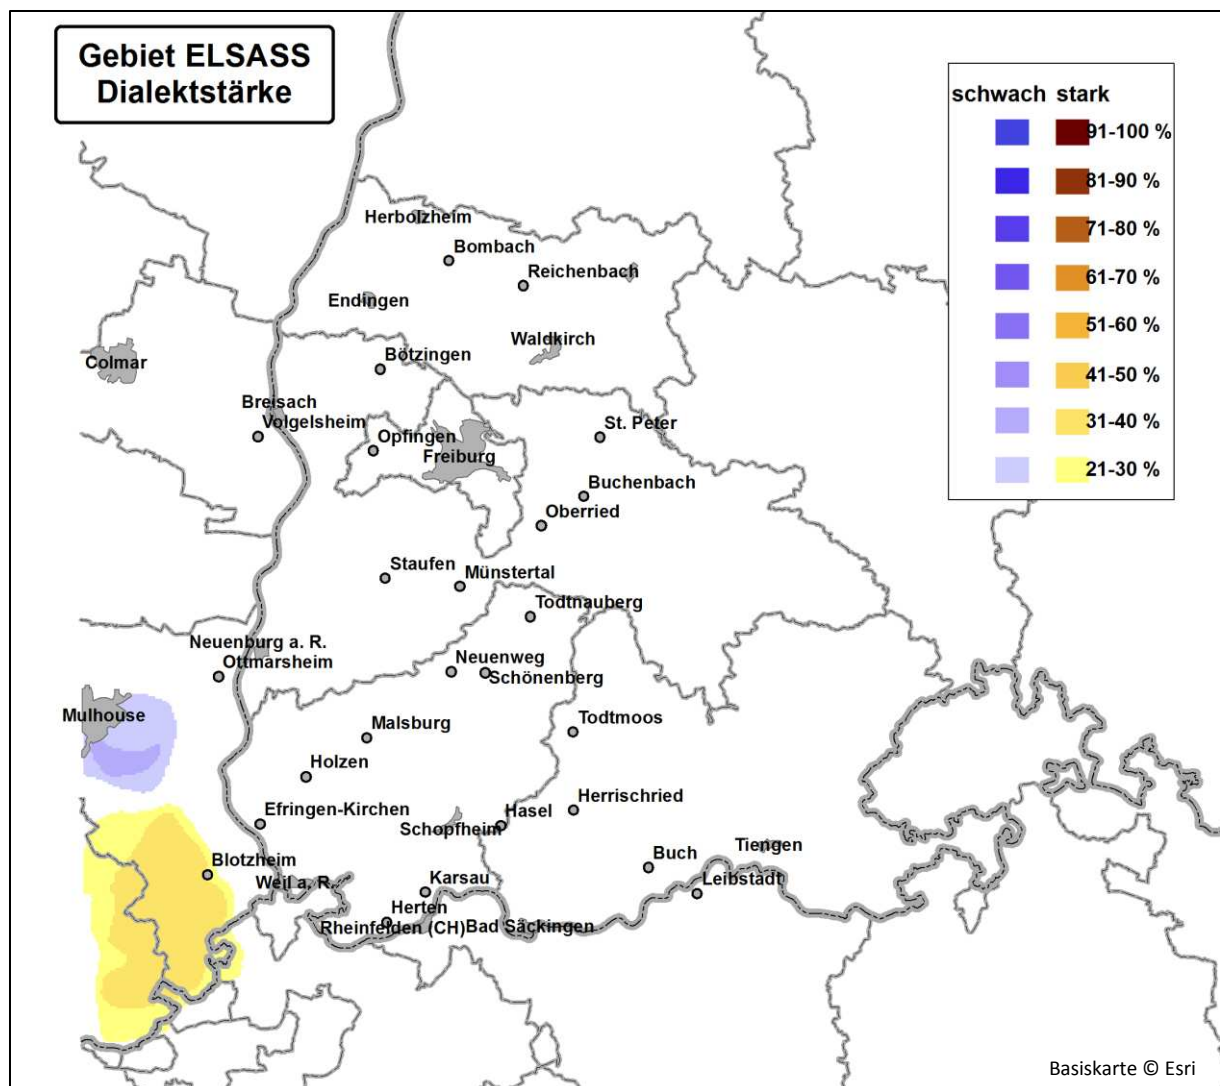 Gebiet ELSASS
Dialektstärke
schwach stark
91-100 %
81-90 %
71-80 %
61-70 %
51-60 %
41-50 %
31-40 %
21-30 %
Herbolzheim
Bombach
Reichenbach
Endingen
Waldkirch
Colmar
Bötzingen
Breisach
Volgelsheim
St. Peter
Opfingen
Freiburg
Buchenbach
Oberried
Staufen
Münstertal
Todtnauberg
Neuenburg a. R.
Ottmarsheim
Neuenweg
Schönenberg
Mulhouse
Malsburg
Todtmoos
Holzen
Efringen-Kirchen
Schopfheim
Hasel
Herrischried
Blotzheim
Weil a. R.
Karsau
Buch
Tiengen
Leibstadt
Herten
Rheinfelden (CH)
Bad Säckingen
Basiskarte © Esri